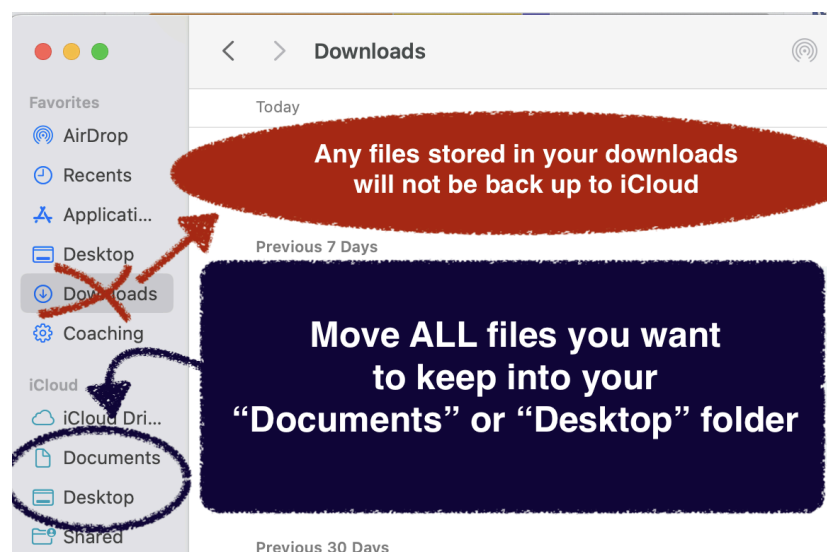 Downloads
Favorites
AirDrop
Recents
Applicati...
Desktop
Downloads
Coaching
iCloud
iCloud Dri...
Documents
Desktop
Shared
Today
Any files stored in your downloads
will not be back up to iCloud
Previous 7 Days
Move ALL files you want
to keep into your
“Documents” or “Desktop” folder
Previous 30 Days